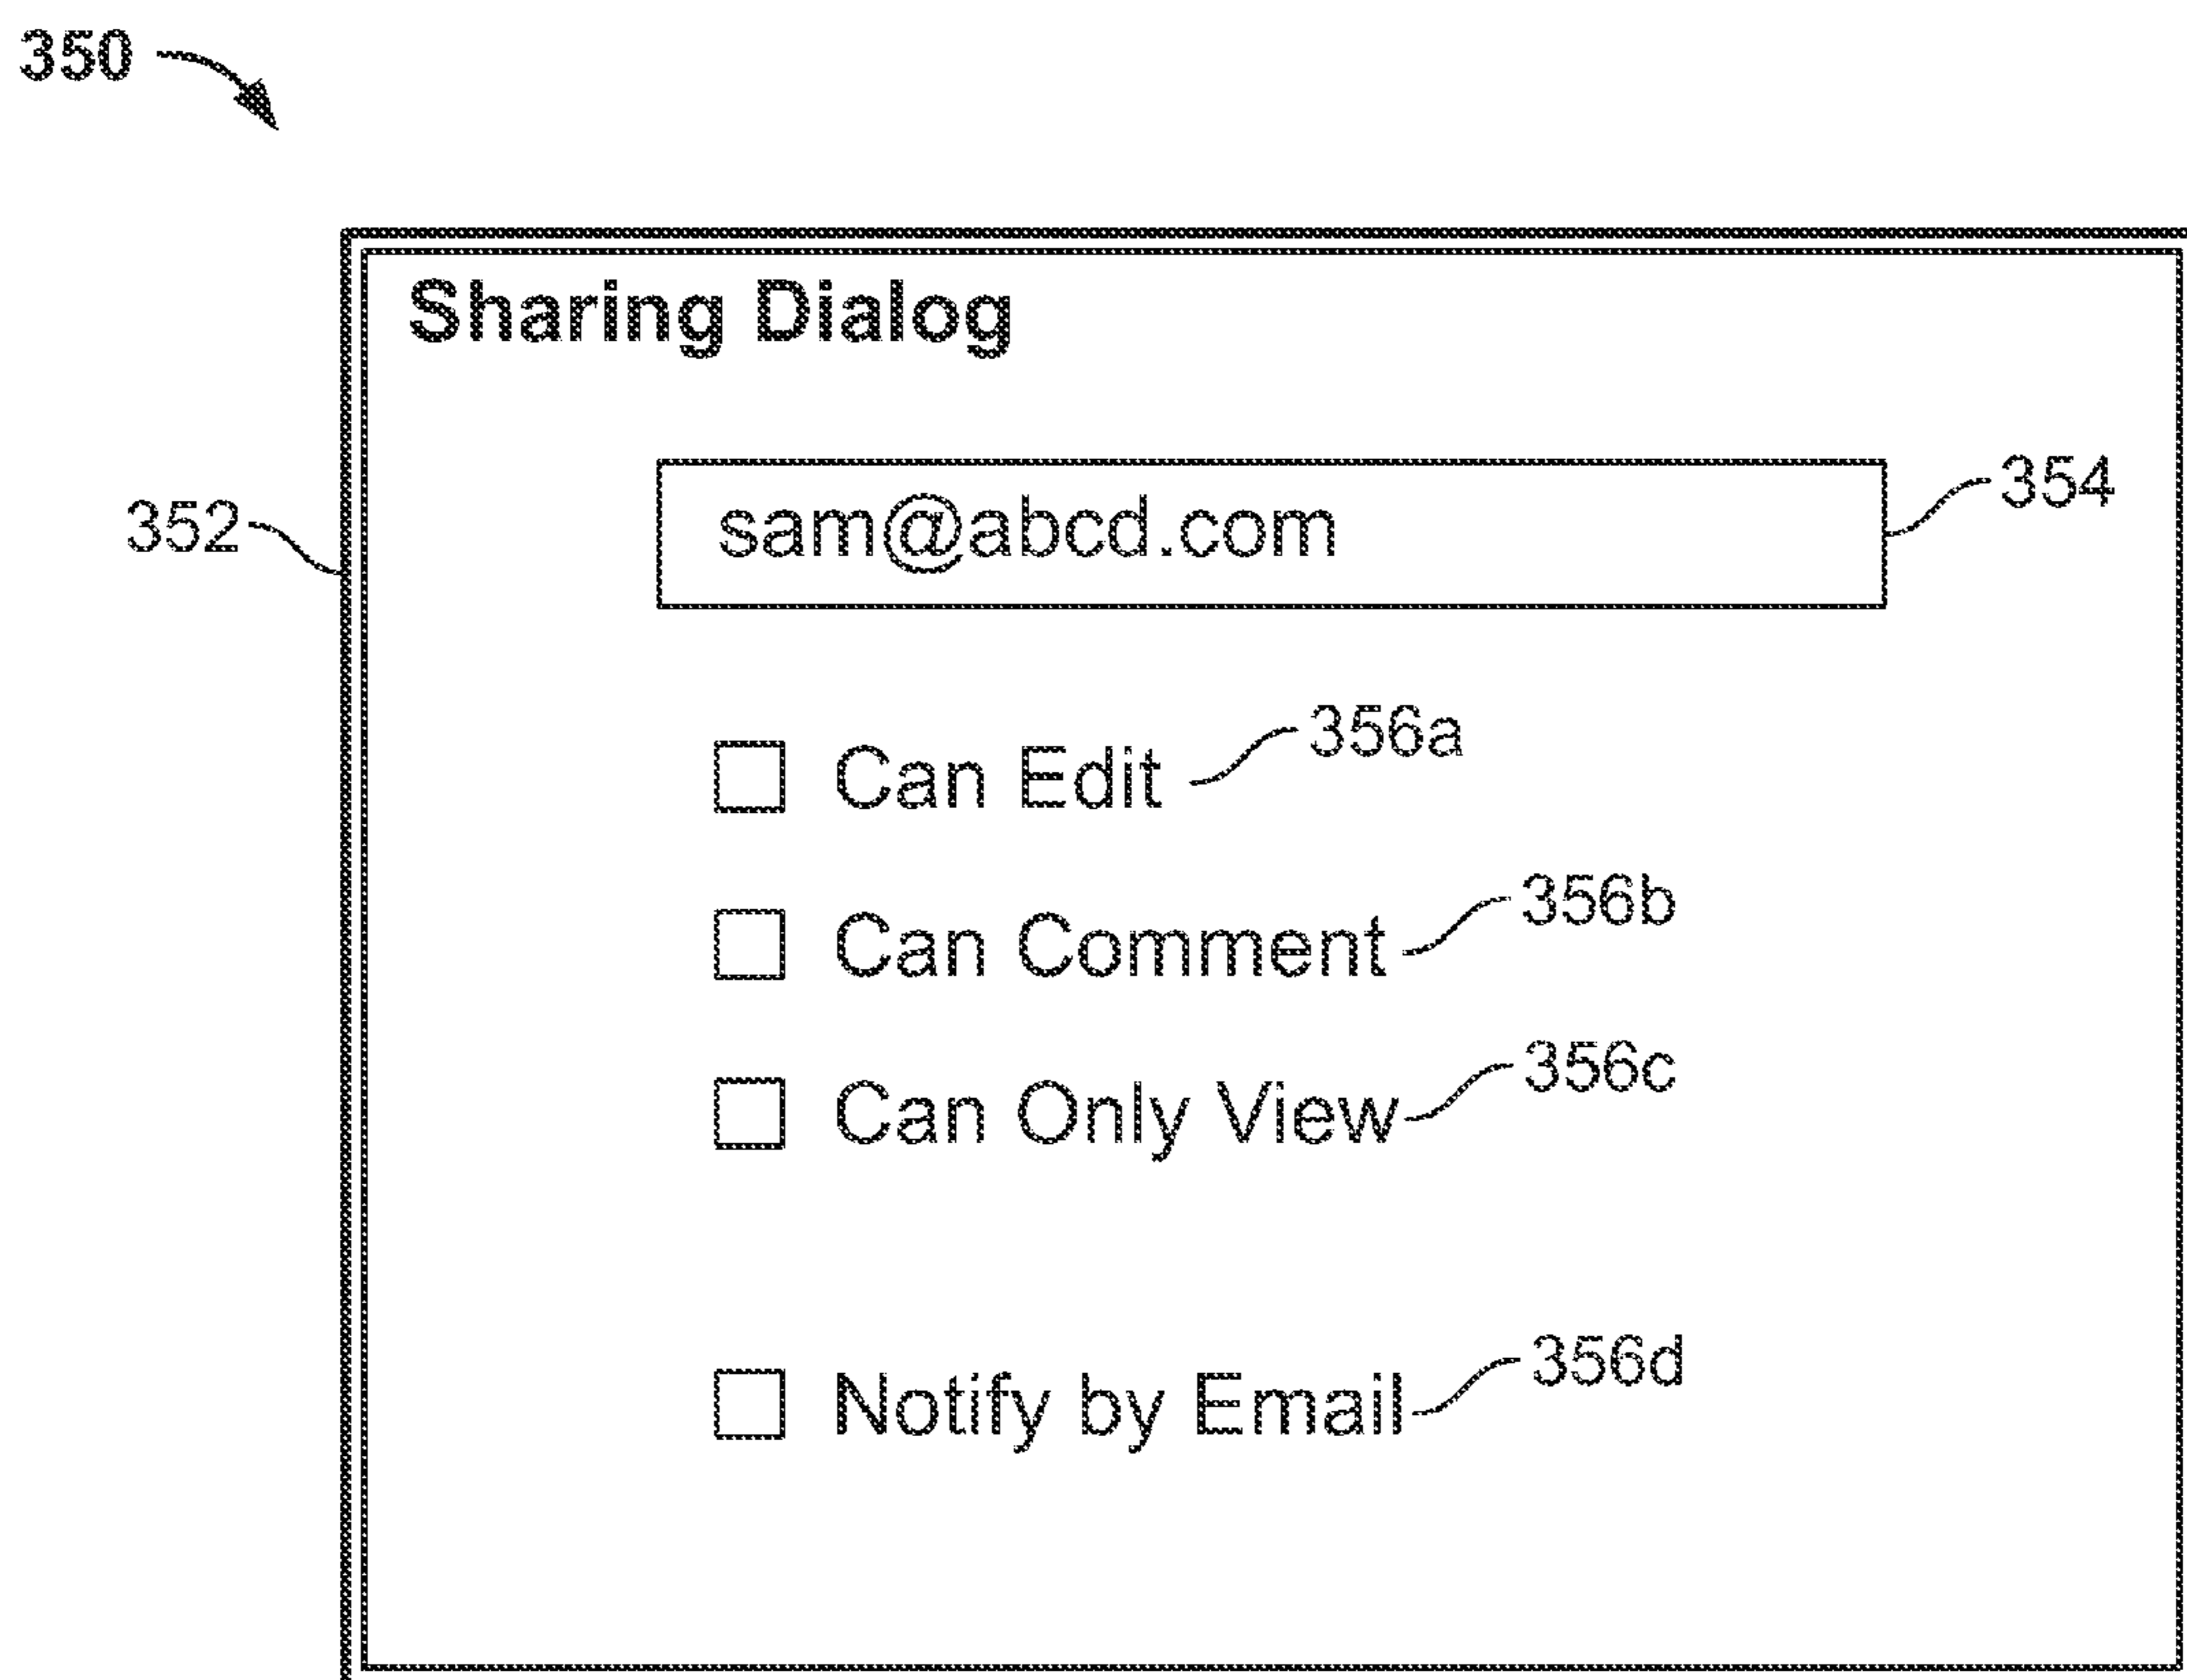 350
Sharing Dialog
352
sam@abcd.com
354
Can Edit
356a
Can Comment
356b
Can Only View
356c
Notify by Email
356d